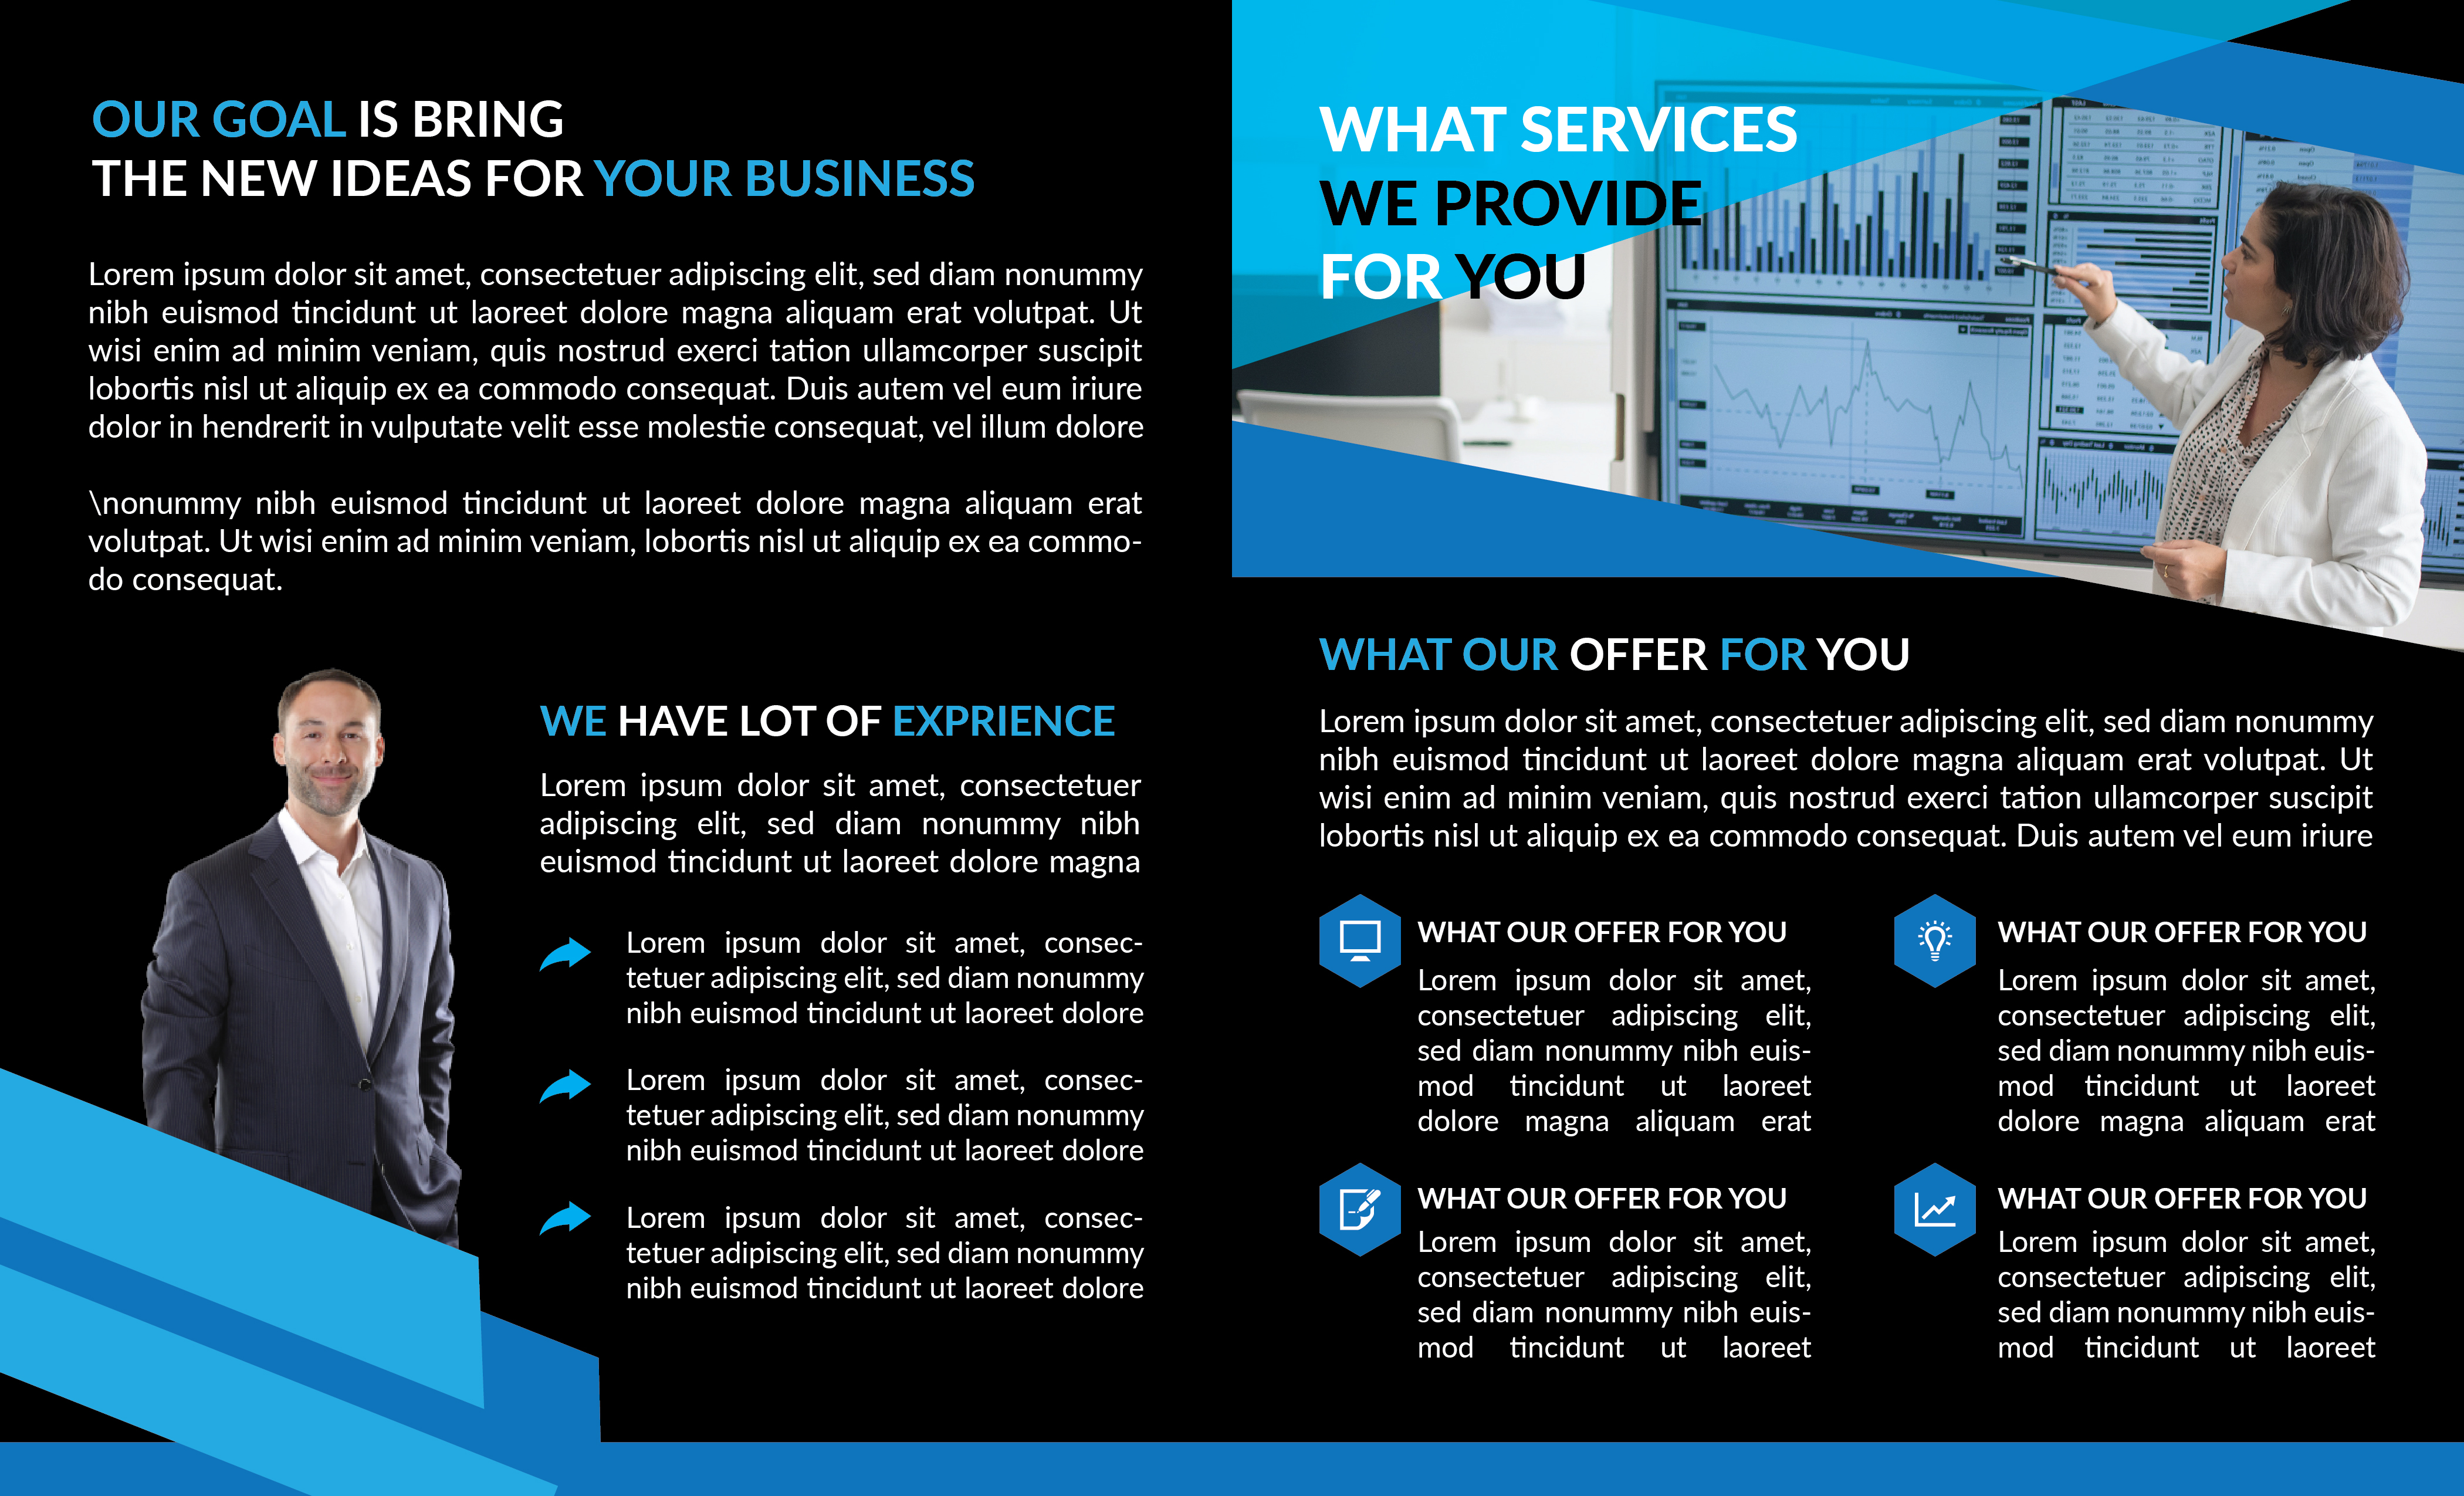 OUR GOAL IS BRING
THE NEW IDEAS FOR YOUR BUSINESS
Lorem ipsum dolor sit amet, consectetuer adipiscing elit, sed diam nonummy
nibh euismod tincidunt ut laoreet dolore magna aliquam erat volutpat. Ut
wisi enim ad minim veniam, quis nostrud exerci tation ullamcorper suscipit
lobortis nisl ut aliquip ex ea commodo consequat. Duis autem vel eum iriure
dolor in hendrerit in vulputate velit esse molestie consequat, vel illum dolore
\nonummy nibh euismod tincidunt ut laoreet dolore magna aliquam erat
volutpat. Ut wisi enim ad minim veniam, lobortis nisl ut aliquip ex ea commo-
do consequat.
WE HAVE LOT OF EXPRIENCE
Lorem ipsum dolor sit amet, consectetuer
adipiscing elit, sed diam nonummy nibh
euismod tincidunt ut laoreet dolore magna
Lorem ipsum dolor sit amet, consec-
tetuer adipiscing elit, sed diam nonummy
nibh euismod tincidunt ut laoreet dolore
Lorem ipsum dolor sit amet, consec-
tetuer adipiscing elit, sed diam nonummy
nibh euismod tincidunt ut laoreet dolore
Lorem ipsum dolor sit amet, consec-
tetuer adipiscing elit, sed diam nonummy
nibh euismod tincidunt ut laoreet dolore
WHAT SERVICES
WE PROVIDE
FOR YOU
WHAT OUR OFFER FOR YOU
Lorem ipsum dolor sit amet, consectetuer adipiscing elit, sed diam nonummy
nibh euismod tincidunt ut laoreet dolore magna aliquam erat volutpat. Ut
wisi enim ad minim veniam, quis nostrud exerci tation ullamcorper suscipit
lobortis nisl ut aliquip ex ea commodo consequat. Duis autem vel eum iriure
WHAT OUR OFFER FOR YOU
Lorem ipsum dolor sit amet,
consectetuer adipiscing elit,
sed diam nonummy nibh euis-
mod tincidunt ut laoreet
dolore magna aliquam erat
WHAT OUR OFFER FOR YOU
Lorem ipsum dolor sit amet,
consectetuer adipiscing elit,
sed diam nonummy nibh euis-
mod tincidunt ut laoreet
dolore magna aliquam erat
WHAT OUR OFFER FOR YOU
Lorem ipsum dolor sit amet,
consectetuer adipiscing elit,
sed diam nonummy nibh euis-
mod tincidunt ut laoreet
WHAT OUR OFFER FOR YOU
Lorem ipsum dolor sit amet,
consectetuer adipiscing elit,
sed diam nonummy nibh euis-
mod tincidunt ut laoreet